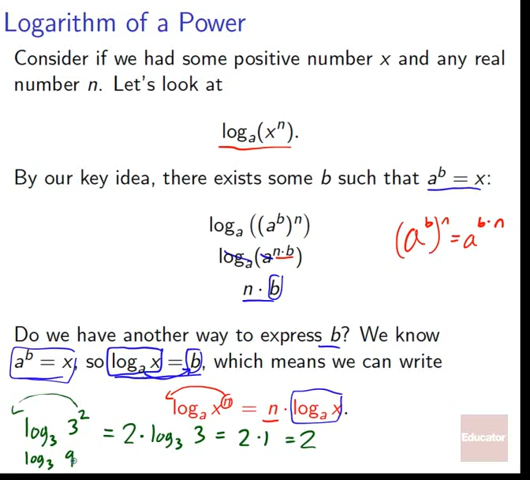 Logarithm of a Power
Consider if we had some positive number x and any real
number n. Let's look at
logₐ(xⁿ).
By our key idea, there exists some b such that aᵇ = x:
logₐ((aᵇ)ⁿ)
(aᵇ)ⁿ = aᵇ·ⁿ
logₐ(aⁿ·ᵇ)
n · b
Do we have another way to express b? We know
aᵇ = x, so logₐ x = b, which means we can write
logₐ xⁿ = n · logₐ x.
log₃ 3² = 2 · log₃ 3 = 2 · 1 = 2
log₃ 9
Educator